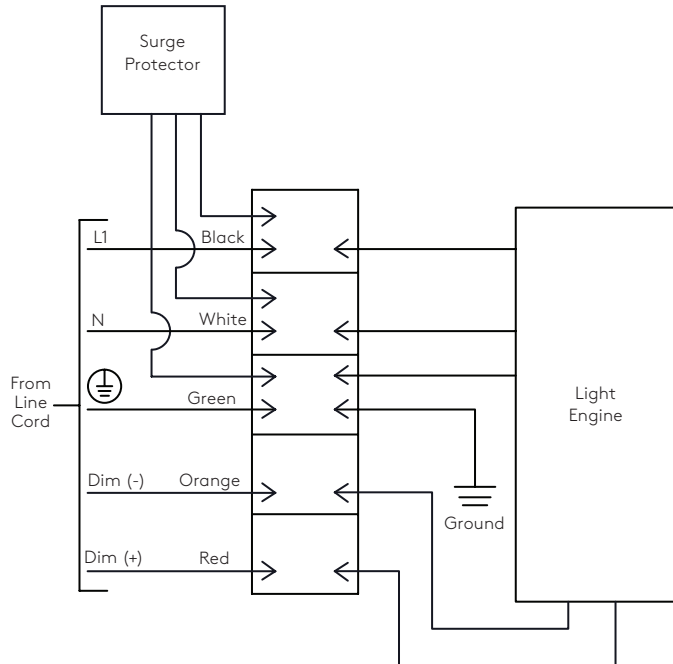 Surge
Protector
L1
Black
N
White
From
Line
Cord
Green
Light
Engine
Dim (-)
Orange
Ground
Dim (+)
Red